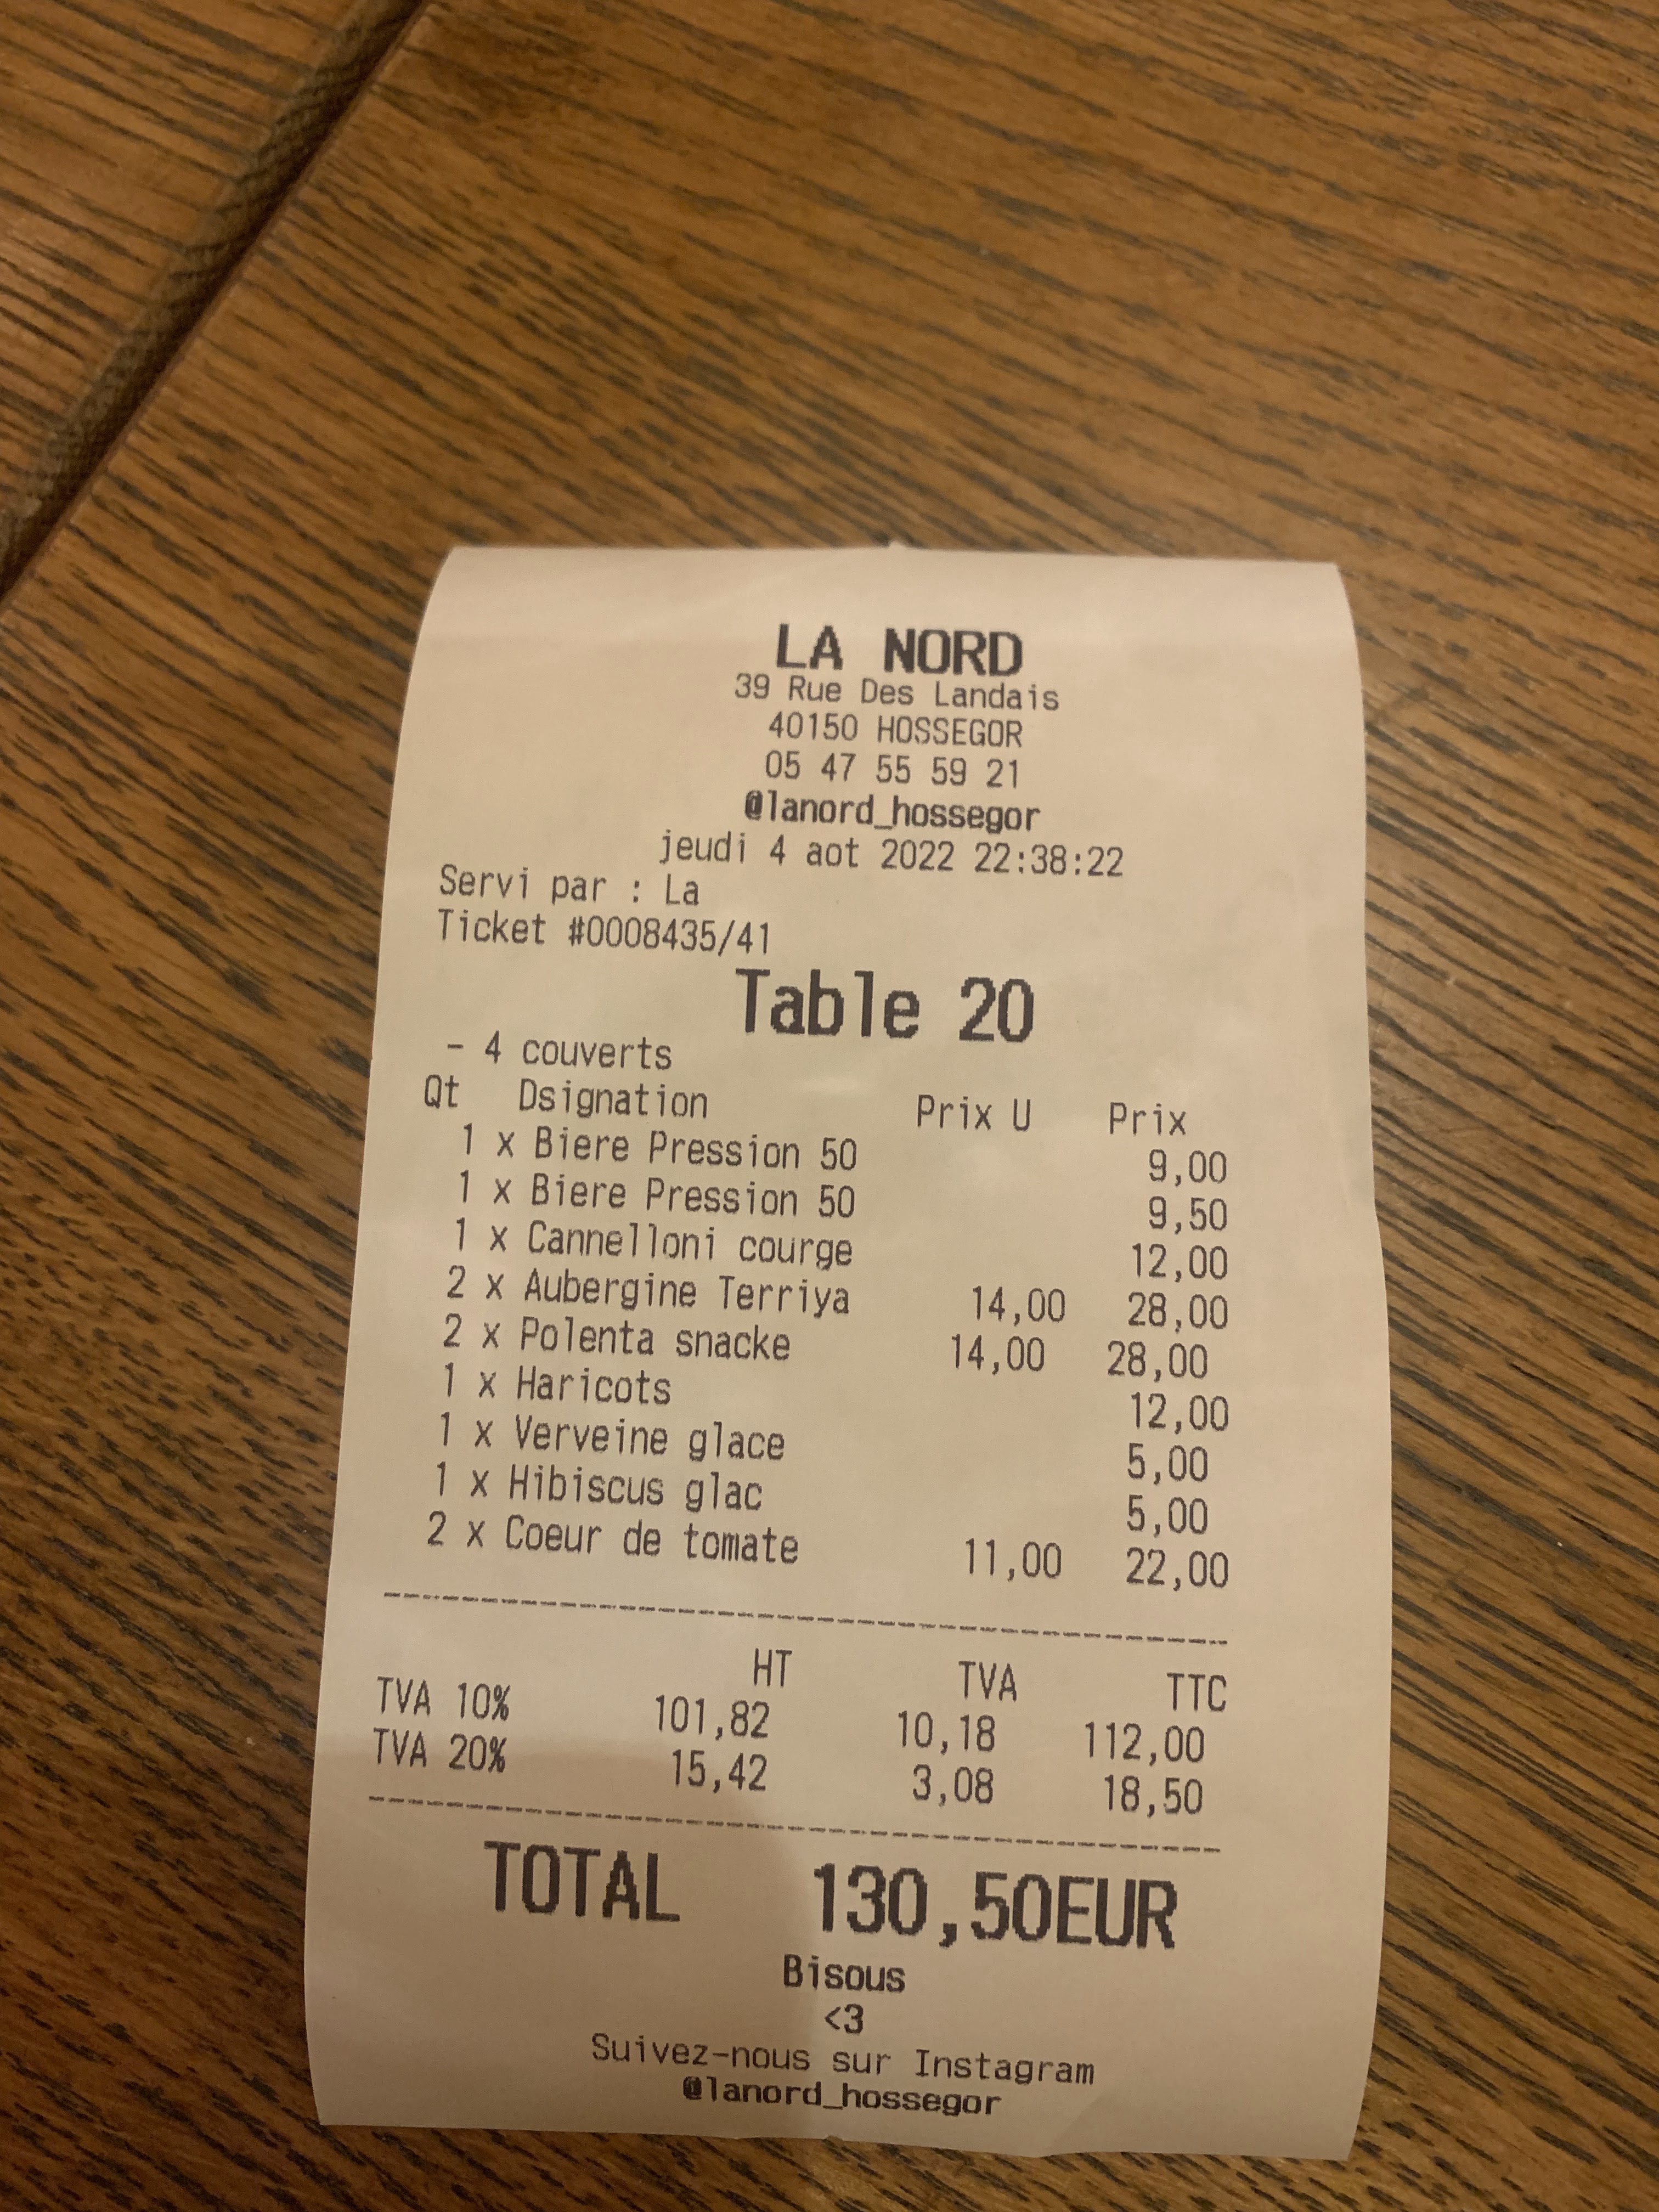 LA NORD
39 Rue Des Landais
40150 HOSSEGOR
05 47 55 59 21
@lanord_hossegor
jeudi 4 aot 2022 22:38:22
Servi par : La
Ticket #0008435/41
Table 20
- 4 couverts
Qt Dsignation Prix U Prix
1 x Biere Pression 50 9,00
1 x Biere Pression 50 9,50
1 x Cannelloni courge 12,00
2 x Aubergine Terriya 14,00 28,00
2 x Polenta snacke 14,00 28,00
1 x Haricots 12,00
1 x Verveine glace 5,00
1 x Hibiscus glac 5,00
2 x Coeur de tomate 11,00 22,00
HT TVA TTC
TVA 10% 101,82 10,18 112,00
TVA 20% 15,42 3,08 18,50
TOTAL 130,50EUR
Bisous
<3
Suivez-nous sur Instagram
@lanord_hossegor